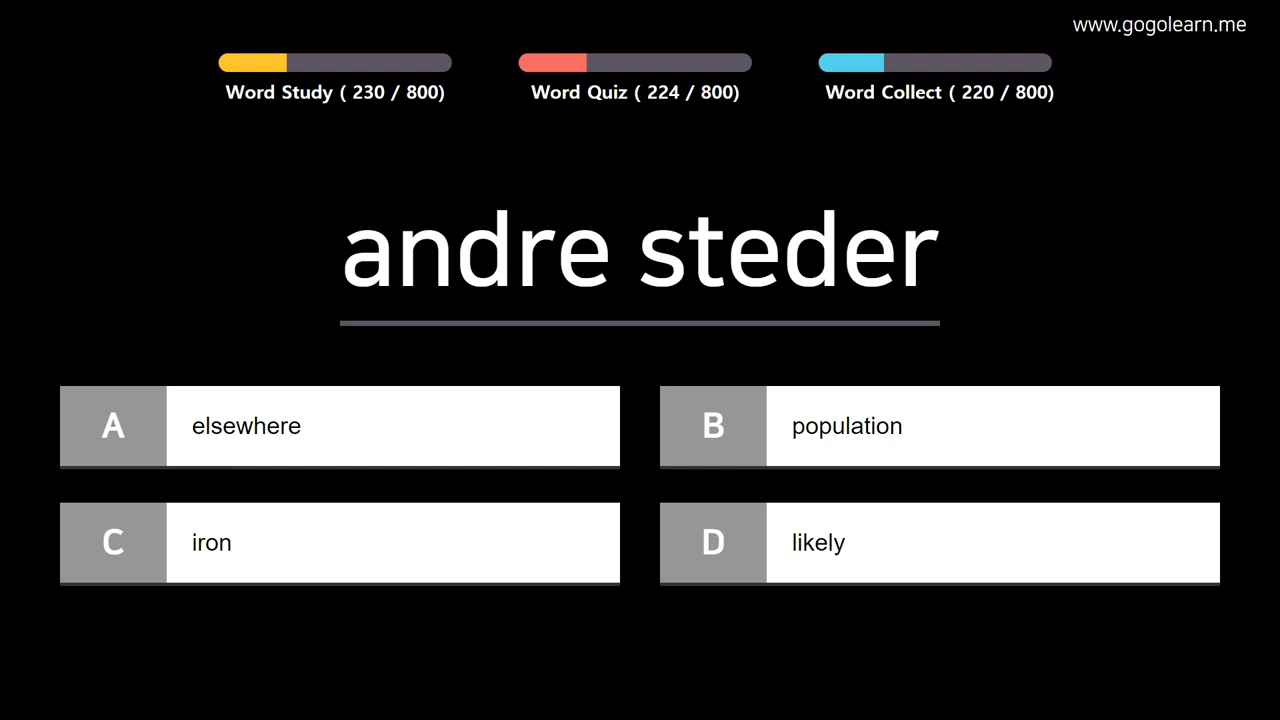 www.gogolearn.me
Word Study ( 230 / 800)
Word Quiz ( 224 / 800)
Word Collect ( 220 / 800)
andre steder
A
elsewhere
B
population
C
iron
D
likely